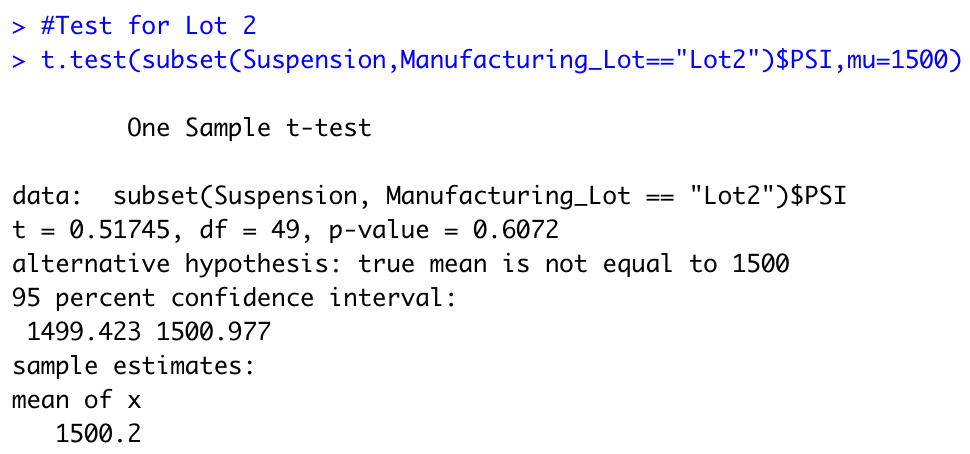 > #Test for Lot 2
> t.test(subset(Suspension,Manufacturing_Lot=="Lot2")$PSI,mu=1500)
One Sample t-test
data:  subset(Suspension, Manufacturing_Lot == "Lot2")$PSI
t = 0.51745, df = 49, p-value = 0.6072
alternative hypothesis: true mean is not equal to 1500
95 percent confidence interval:
1499.423 1500.977
sample estimates:
mean of x
1500.2